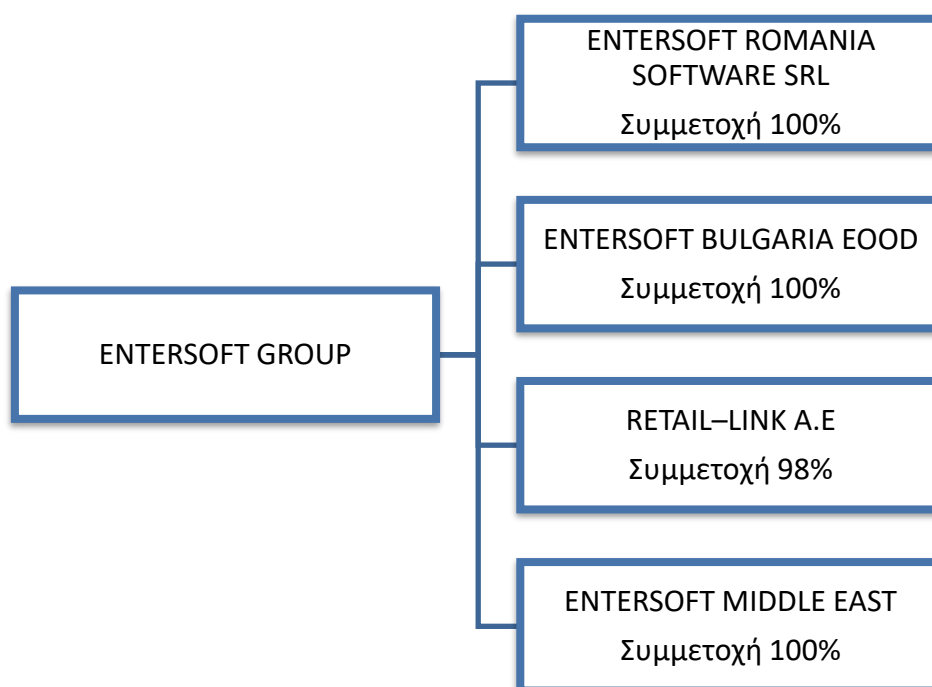 ENTERSOFT ROMANIA
SOFTWARE SRL
Συμμετοχή 100%
ENTERSOFT BULGARIA EOOD
Συμμετοχή 100%
ENTERSOFT GROUP
RETAIL–LINK A.E
Συμμετοχή 98%
ENTERSOFT MIDDLE EAST
Συμμετοχή 100%